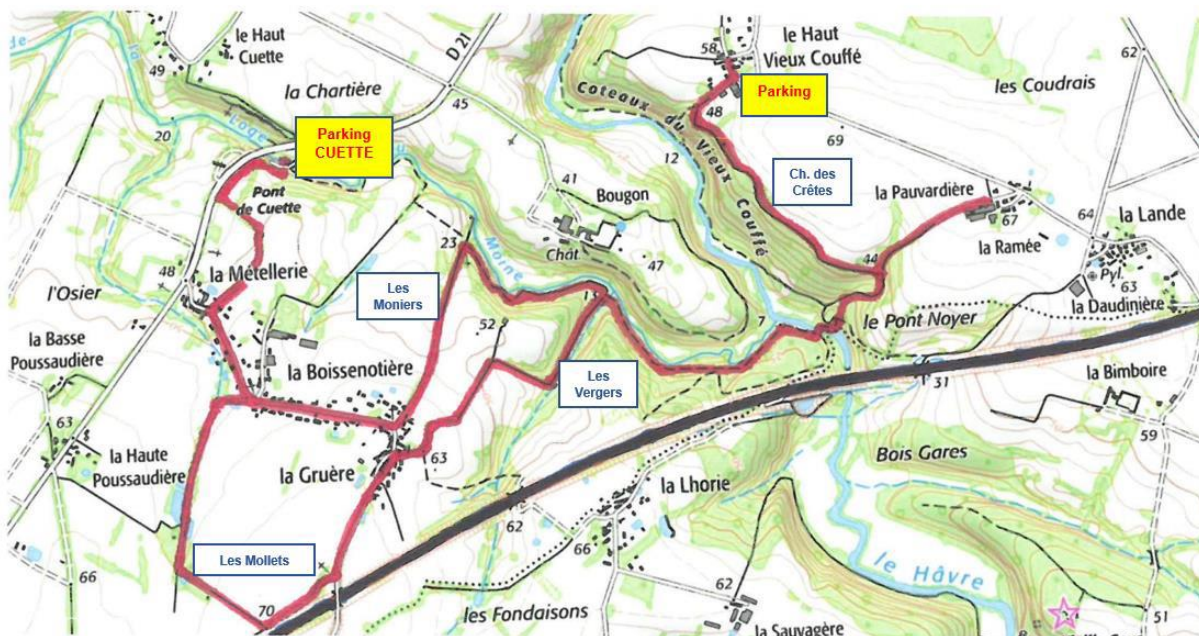 le Haut
Cuette
49
la Chartière
D 21
45
20
Loge
Parking
CUETTE
Pont
de Cuette
58
le Haut
Vieux Couffé
Parking
48
62
les Coudrais
69
Coteaux du Vieux Couffé
12
Ch. des
Crêtes
la Pauvardière
67
64
la Lande
la Ramée
Pyl.
63
la Daudinière
44
41
Bougon
Chât.
47
23
Morne
15
7
le Pont Noyer
31
48
la Métellerie
l'Osier
Les
Moniers
52
la Basse
Poussaudière
la Boissenotière
Les
Vergers
la Bimboire
59
63
la Haute
Poussaudière
la Gruère
63
Bois Gares
la Lhorie
62
66
66
Les Mollets
70
les Fondaisons
62
la Sauvagère
le Hâvre
51